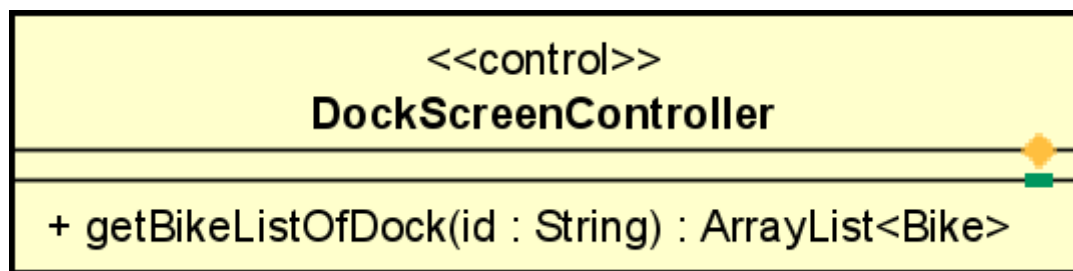 <<control>>
DockScreenController
+ getBikeListOfDock(id : String) : ArrayList<Bike>